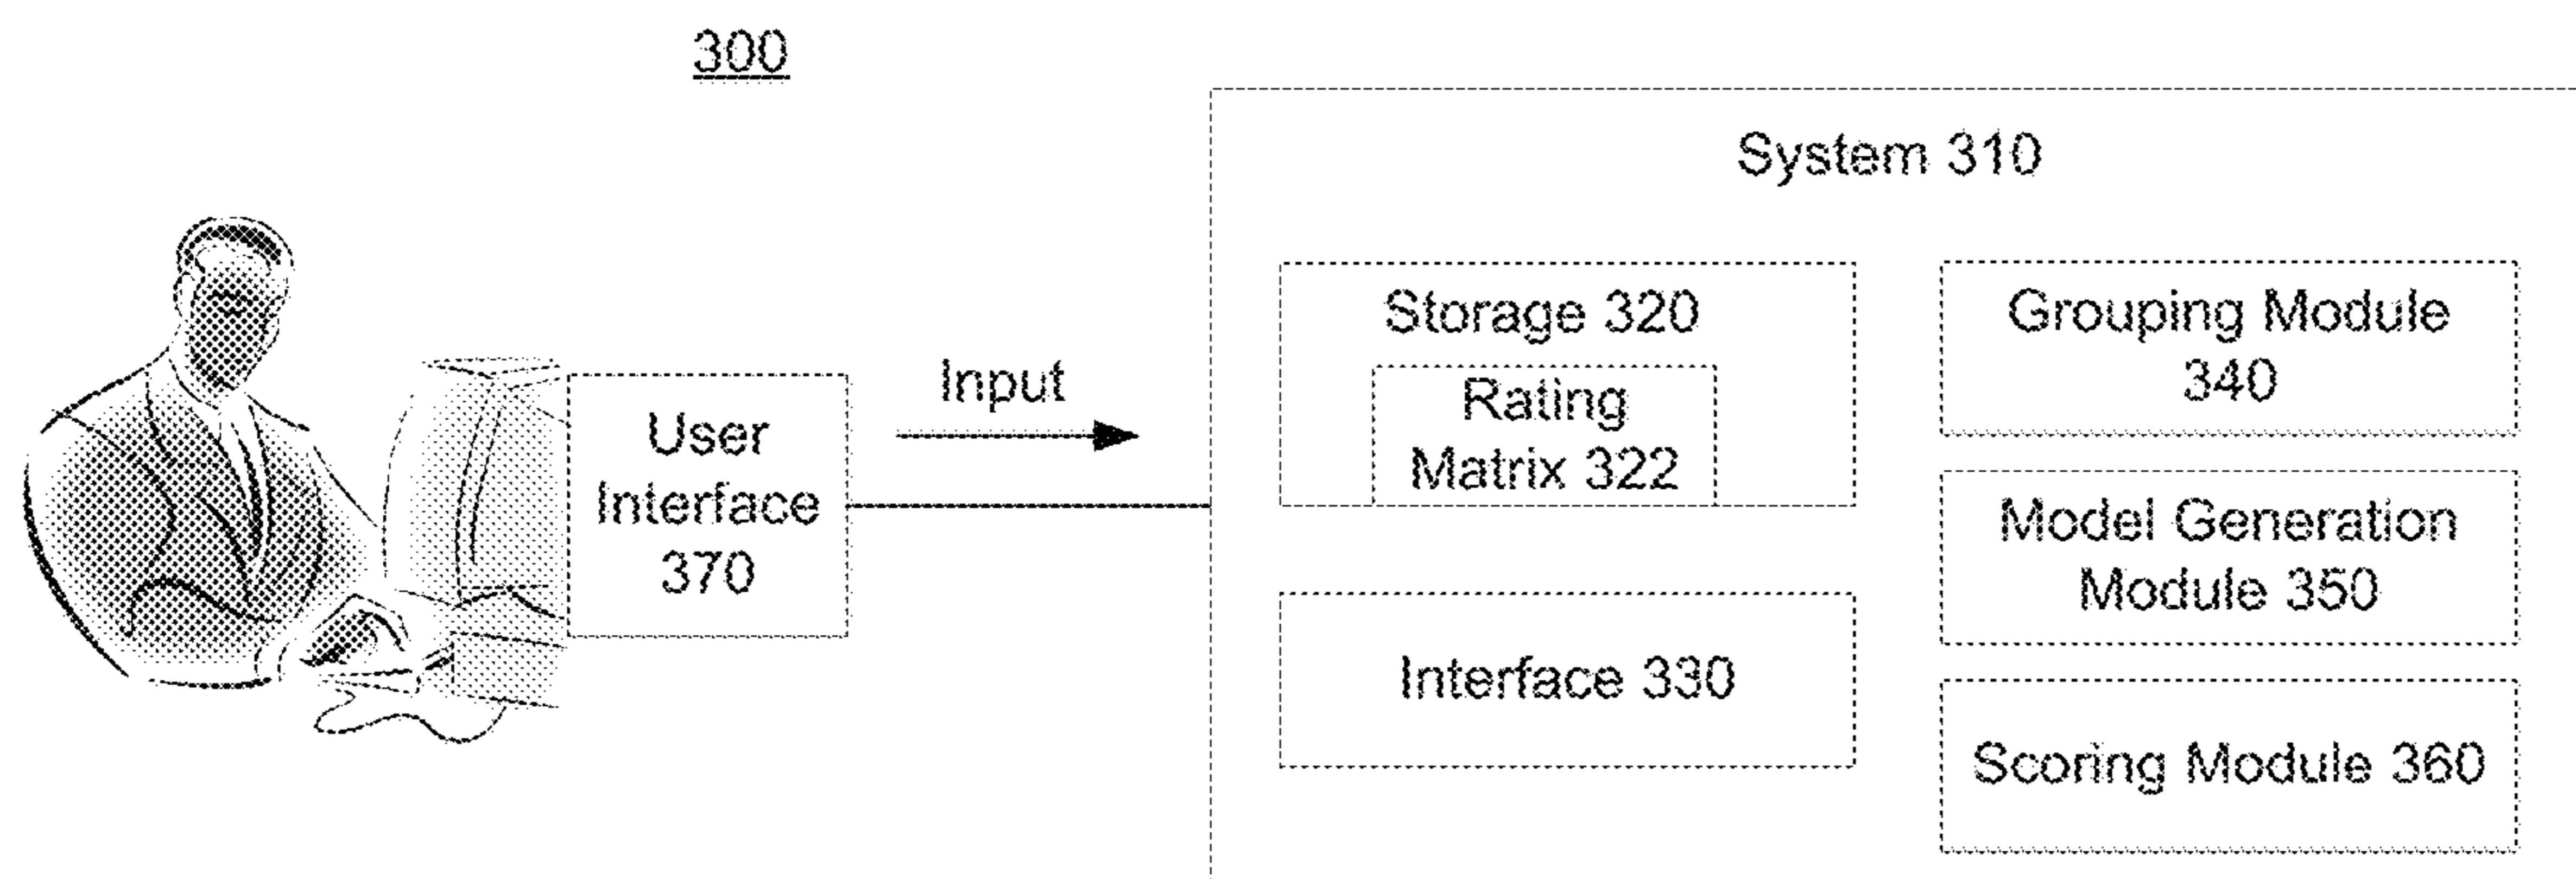 300
System 310
Storage 320
Rating
Matrix 322
Grouping Module
340
Input
User
Interface
370
Model Generation
Module 350
Interface 330
Scoring Module 360